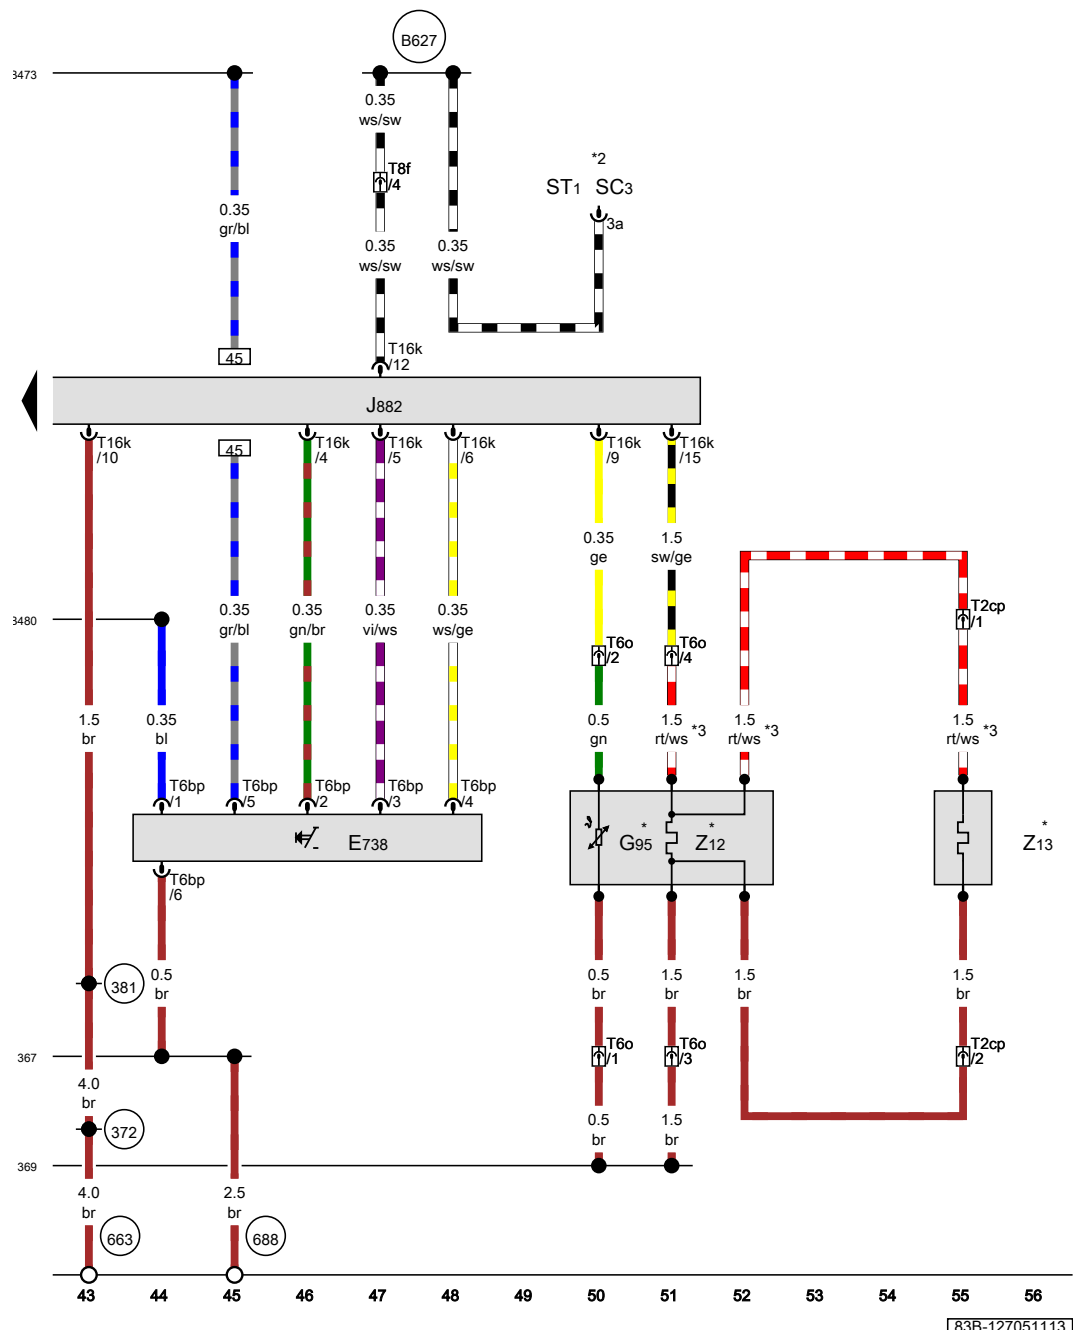 B627
3473
0.35
ws/sw
*2
T8f
/4
ST1 SC3
0.35
gr/bl
3a
0.35
ws/sw
0.35
ws/sw
45
T16k
/12
J882
T16k
/10
45
T16k
/4
T16k
/5
T16k
/6
T16k
/9
T16k
/15
0.35
ge
1.5
sw/ge
3480
0.35
gr/bl
0.35
gn/br
0.35
vi/ws
0.35
ws/ge
T2cp
/1
T6o
/2
T6o
/4
1.5
br
0.35
bl
0.5
gn
1.5
rt/ws *3
1.5
rt/ws *3
1.5
rt/ws *3
T6bp
/1
T6bp
/5
T6bp
/2
T6bp
/3
T6bp
/4
E738
G95 *
Z12 *
Z13 *
T6bp
/6
381
0.5
br
0.5
br
1.5
br
1.5
br
1.5
br
367
T6o
/1
T6o
/3
T2cp
/2
4.0
br
372
0.5
br
1.5
br
369
4.0
br
2.5
br
663
688
43 44 45 46 47 48 49 50 51 52 53 54 55 56
83B-127051113